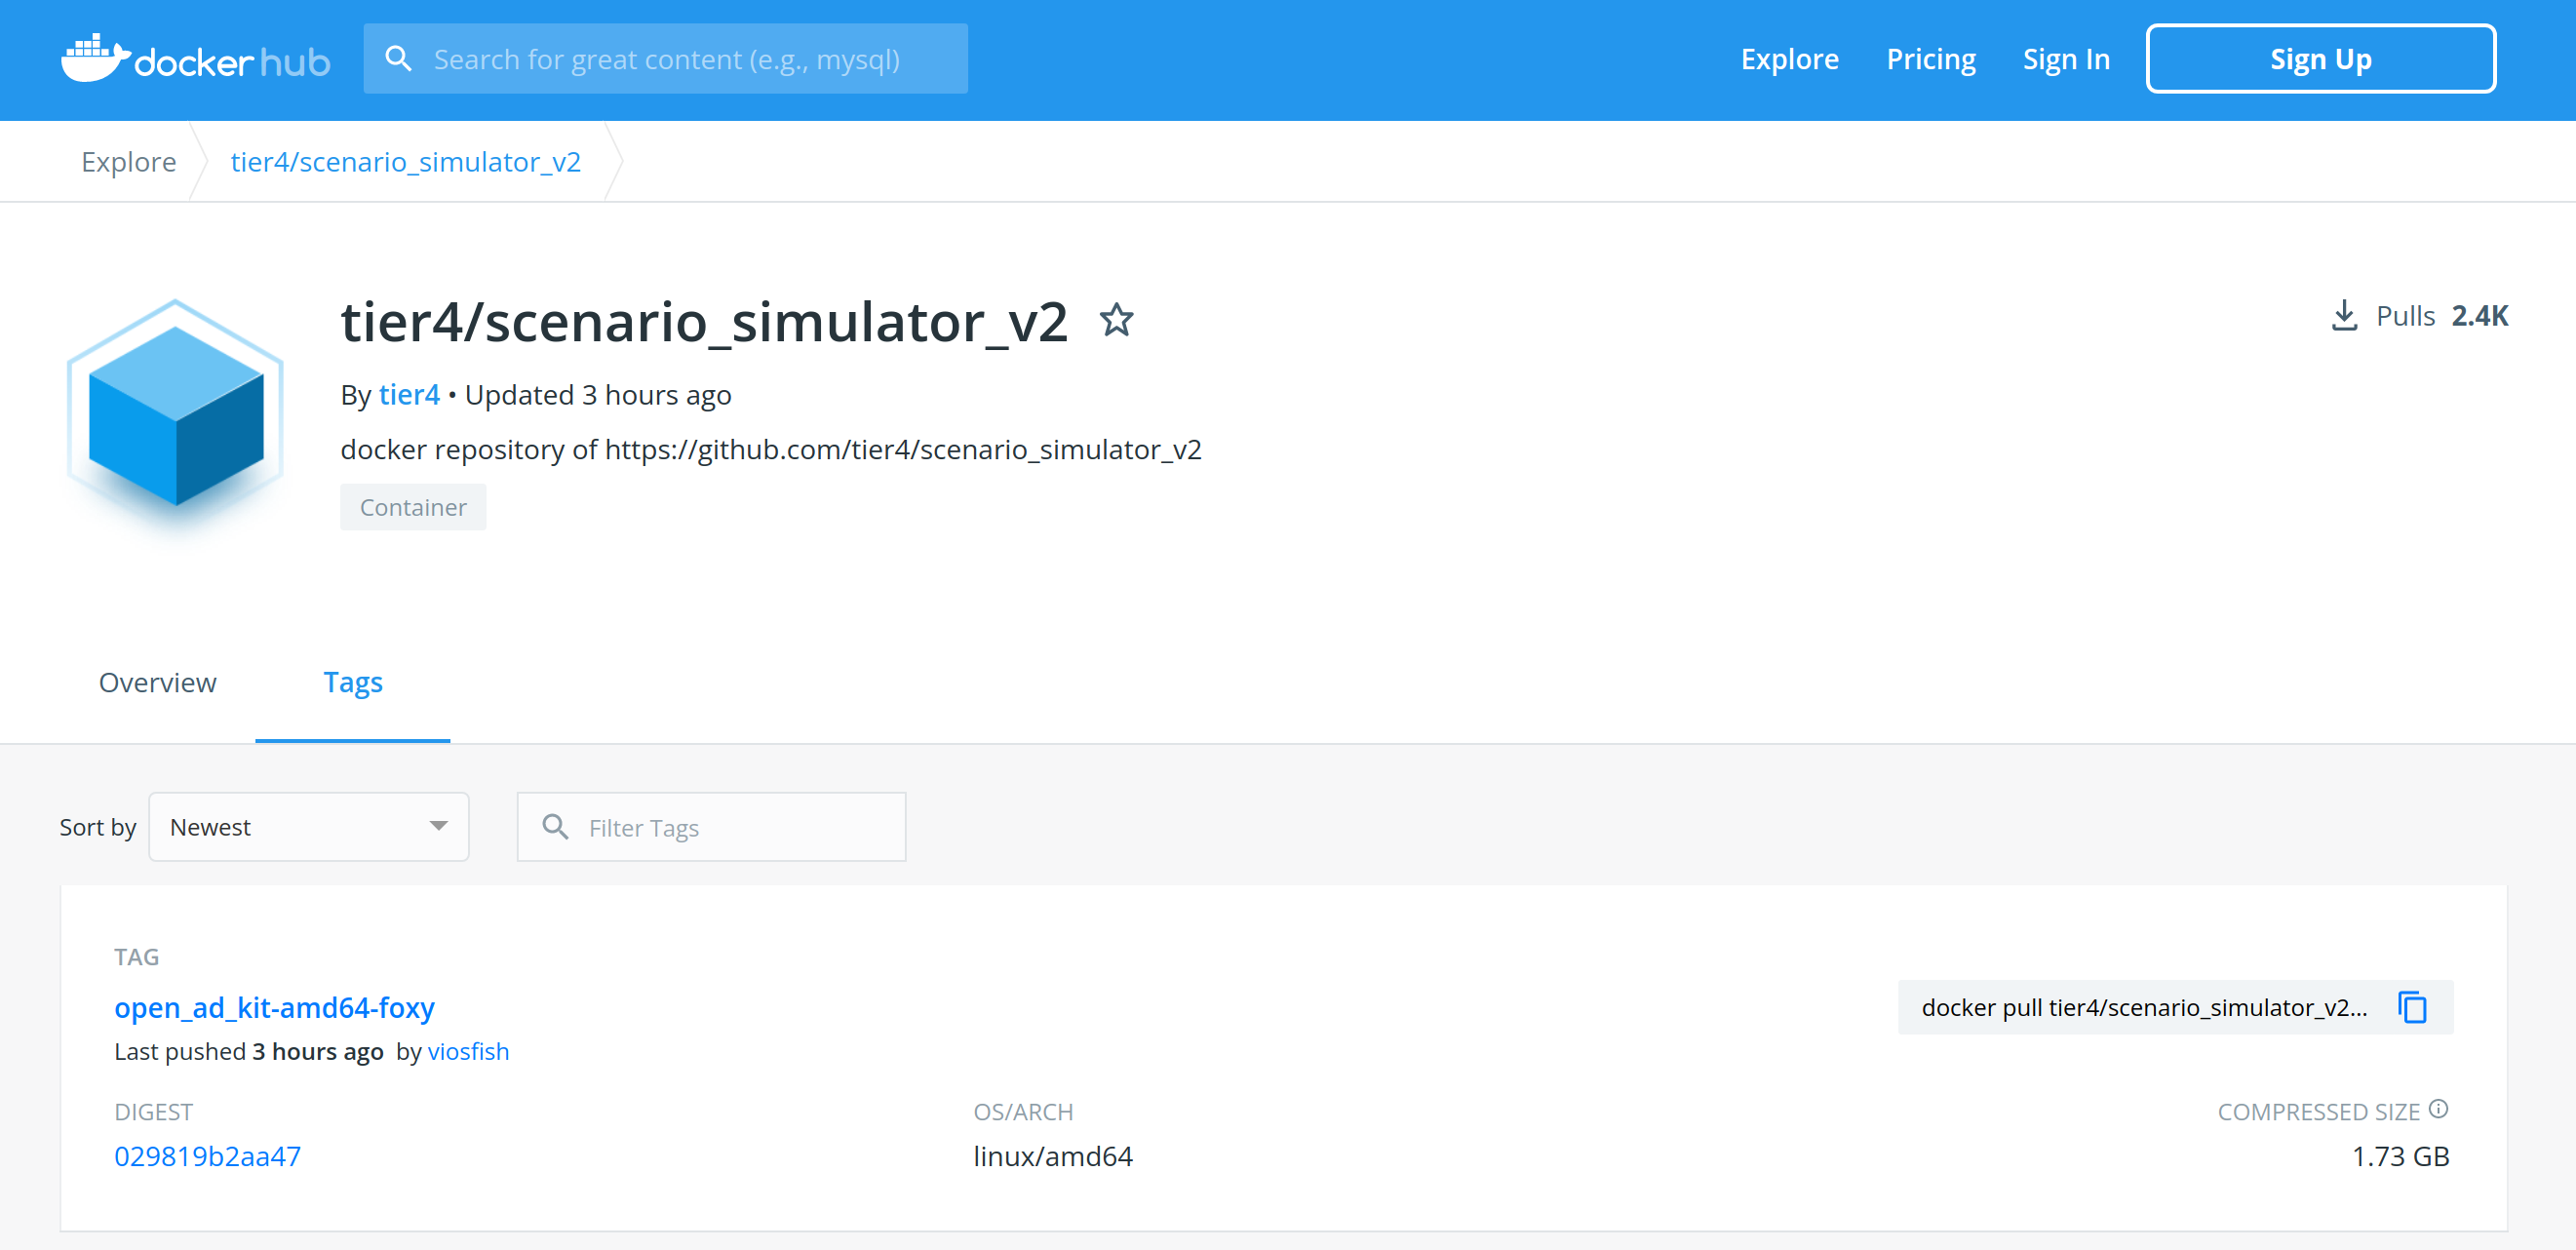 docker hub
Search for great content (e.g., mysql)
Explore
Pricing
Sign In
Sign Up
Explore
tier4/scenario_simulator_v2
tier4/scenario_simulator_v2
Pulls 2.4K
By tier4 • Updated 3 hours ago
docker repository of https://github.com/tier4/scenario_simulator_v2
Container
Overview
Tags
Sort by
Newest
Filter Tags
TAG
open_ad_kit-amd64-foxy
docker pull tier4/scenario_simulator_v2...
Last pushed 3 hours ago by viosfish
DIGEST
OS/ARCH
COMPRESSED SIZE
029819b2aa47
linux/amd64
1.73 GB